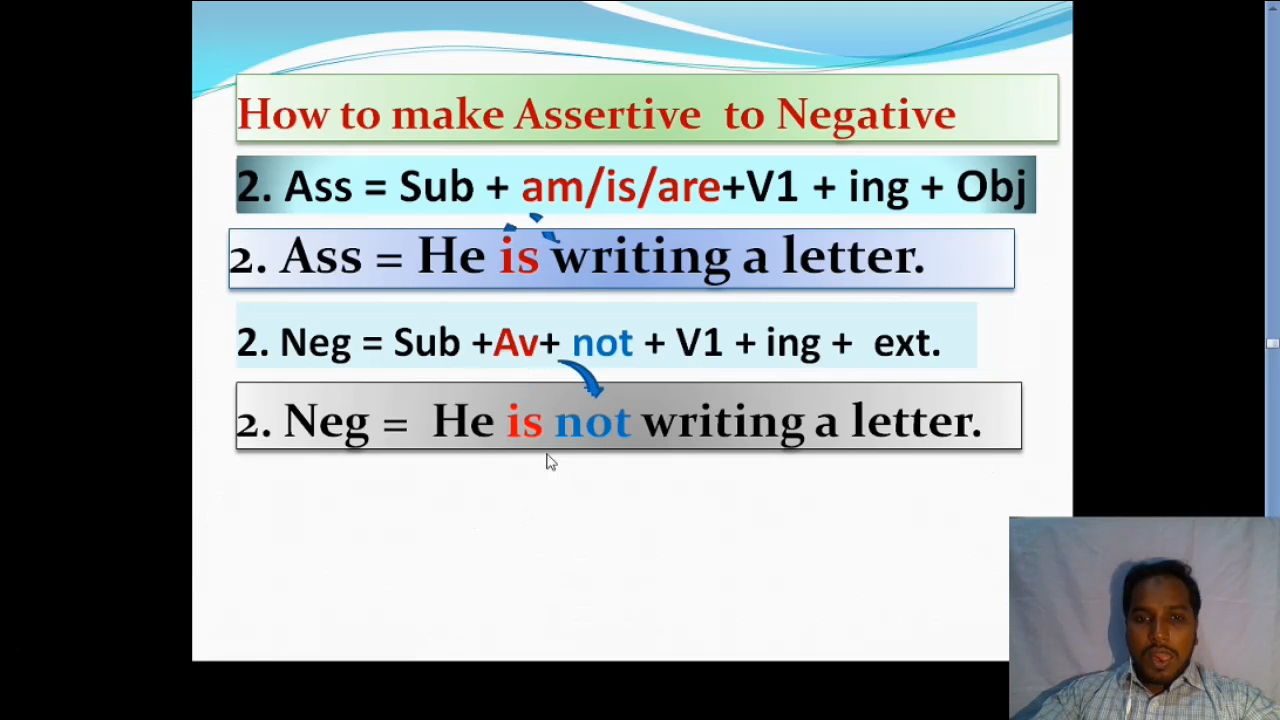 How to make Assertive to Negative
2. Ass = Sub + am/is/are+V1 + ing + Obj
2. Ass = He is writing a letter.
2. Neg = Sub +Av+ not + V1 + ing + ext.
2. Neg = He is not writing a letter.